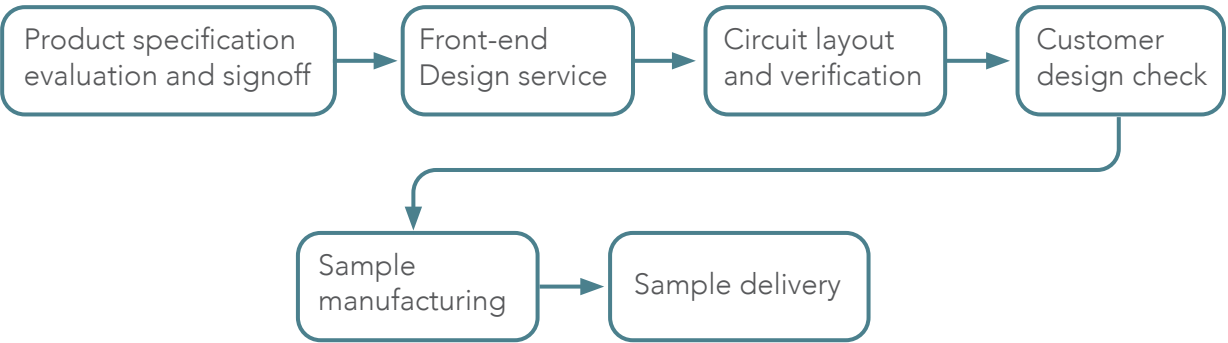 Product specification
evaluation and signoff
Front-end
Design service
Circuit layout
and verification
Customer
design check
Sample
manufacturing
Sample delivery